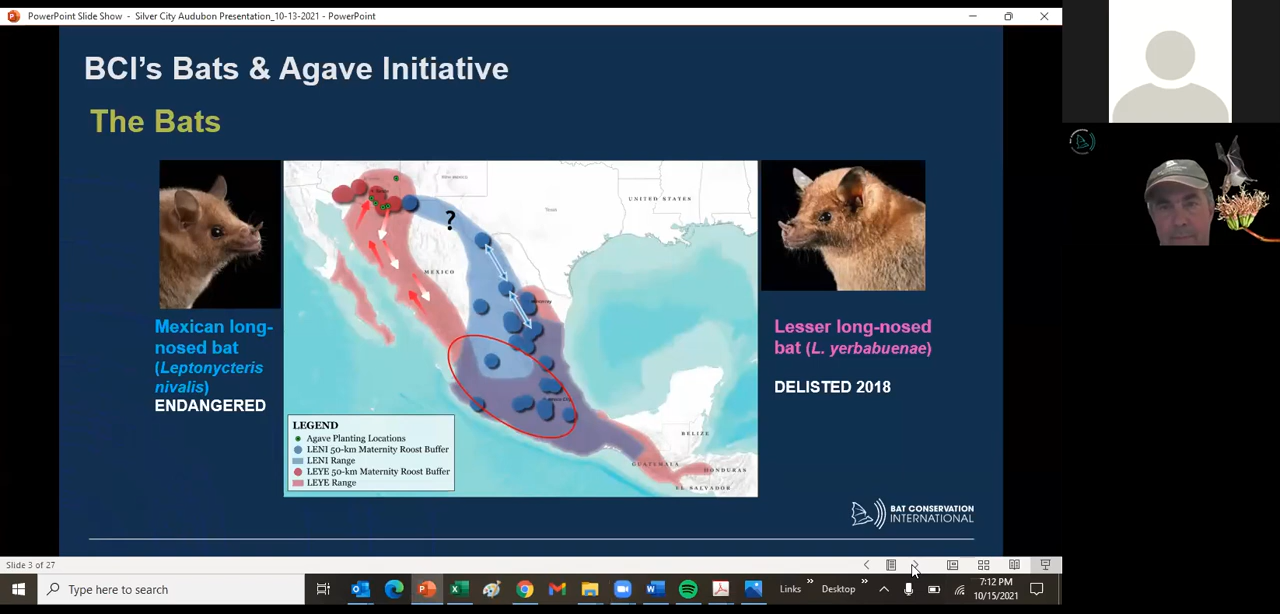 PowerPoint Slide Show - Silver City Audubon Presentation_10-13-2021 - PowerPoint
BCI's Bats & Agave Initiative
The Bats
Mexican long-
nosed bat
(Leptonycteris
nivalis)
ENDANGERED
UNITED STATES
Texas
?
MEXICO
Monterrey
BELIZE
GUATEMALA
HONDURAS
EL SALVADOR
LEGEND
Agave Planting Locations
LENI 50-km Maternity Roost Buffer
LENI Range
LEYE 50-km Maternity Roost Buffer
LEYE Range
Lesser long-nosed
bat (L. yerbabuenae)
DELISTED 2018
BAT CONSERVATION
INTERNATIONAL
Slide 3 of 27
Type here to search
Links
Desktop
7:12 PM
10/15/2021